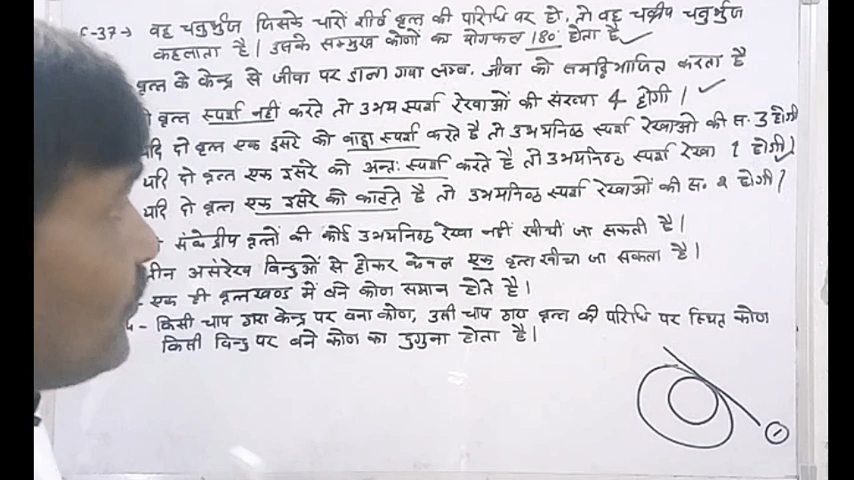 C-37 → वह चतुर्भुज जिसके चारों शीर्ष वृत्त की परिधि पर हो, तो वह चक्रीय चतुर्भुज
कहलाता है। उसके सम्मुख कोणों का योगफल 180° होता है
वृत्त के केन्द्र से जीवा पर डाला गया लम्ब, जीवा को समद्विभाजित करता है
वृत्त स्पर्श नहीं करते तो उभय स्पर्श रेखाओं की संख्या 4 होगी।
यदि दो वृत्त एक दूसरे को वाह्य स्पर्श करते है तो उभयनिष्ठ स्पर्श रेखाओ की स. 3 होगी
यदि दो वृत्त एक दूसरे को अन्तः स्पर्श करते है तो उभयनिष्ठ स्पर्श रेखा 1 होगी।
यदि दो वृत्त एक दूसरे को काटते है तो उभयनिष्ठ स्पर्श रेखाओं की स. 2 होगी।
संकेद्रीय वृत्तों की कोई उभयनिष्ठ रेखा नहीं खींची जा सकती है।
तीन असंरेख बिन्दुओं से होकर केवल एक वृत्त खीचा जा सकता है।
- एक ही वृत्तखण्ड में बने कोण समान होते है।
- किसी चाप द्वारा केन्द्र पर बना कोण, उसी चाप द्वारा वृत्त की परिधि पर स्थित कोण
किसी बिन्दु पर बने कोण का दुगुना होता है।
1